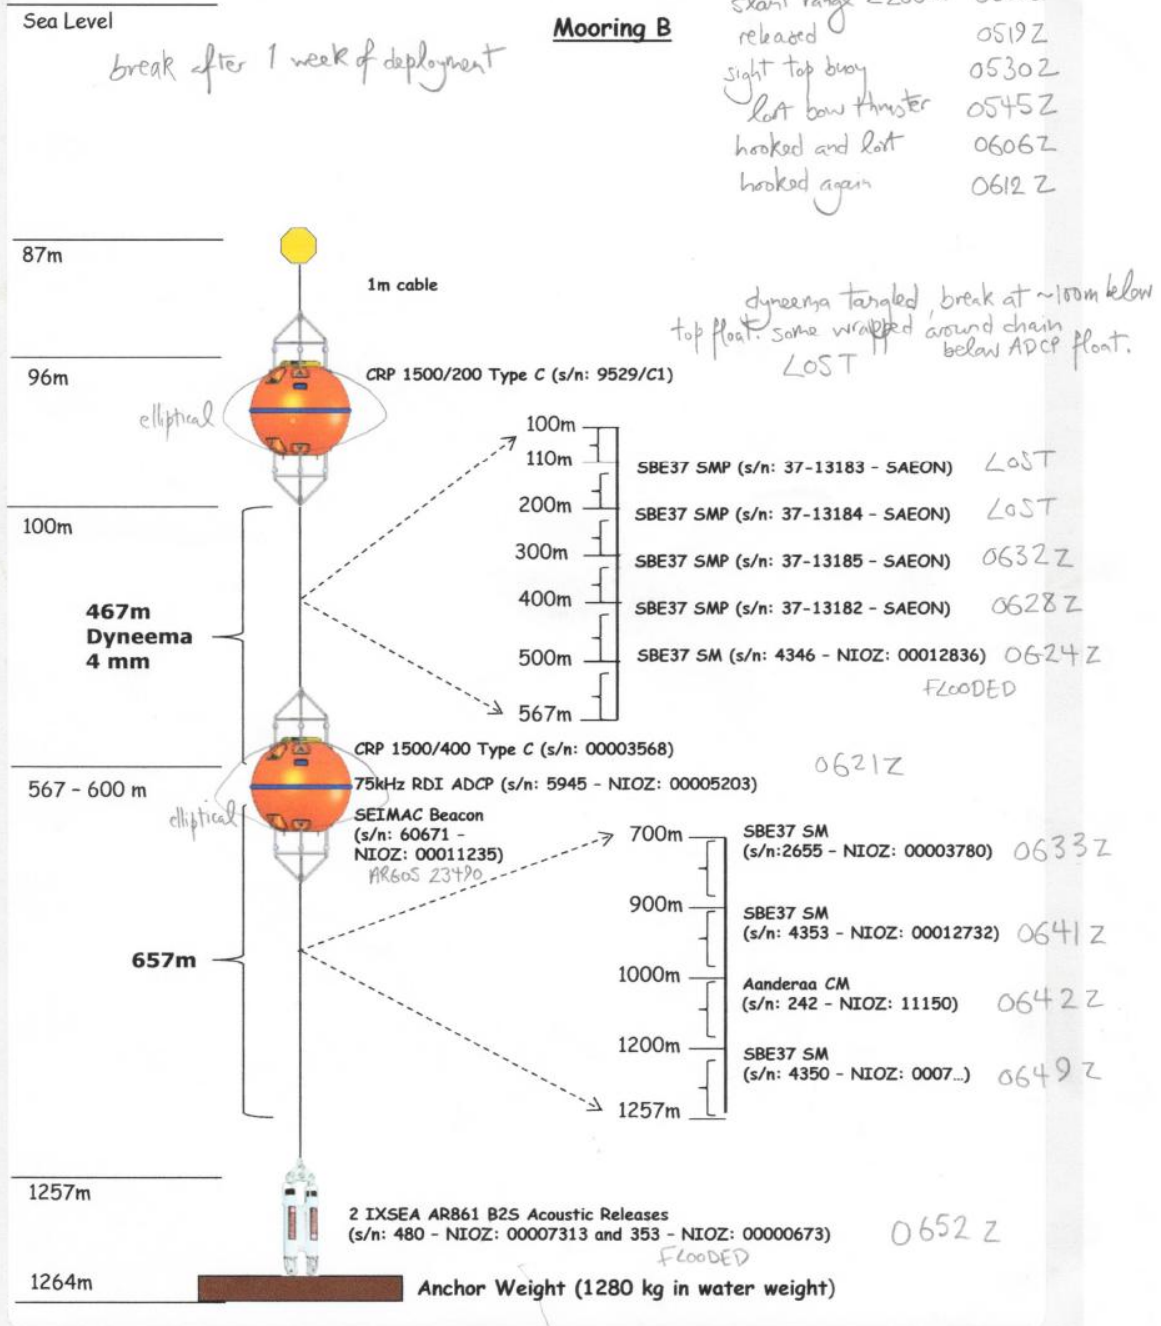 Sea Level
Mooring B
break after 1 week of deployment
slant range
released 0519Z
sight top buoy 0530Z
lost bow thruster 0545Z
hooked and lost 0606Z
hooked again 0612Z
87m
1m cable
dyneema tangled, break at ~100m below
top float. some wrapped around chain
below ADCP float.
LOST
96m
CRP 1500/200 Type C (s/n: 9529/C1)
elliptical
100m
110m
SBE37 SMP (s/n: 37-13183 - SAEON) LOST
200m
SBE37 SMP (s/n: 37-13184 - SAEON) LOST
100m
300m
SBE37 SMP (s/n: 37-13185 - SAEON) 0632Z
400m
SBE37 SMP (s/n: 37-13182 - SAEON) 0628Z
467m
Dyneema
4 mm
500m
SBE37 SM (s/n: 4346 - NIOZ: 00012836) 0624Z
FLOODED
567m
CRP 1500/400 Type C (s/n: 00003568)
0621Z
567 - 600 m
75kHz RDI ADCP (s/n: 5945 - NIOZ: 00005203)
elliptical
SEIMAC Beacon
(s/n: 60671 -
NIOZ: 00011235)
ARGOS 23490
700m
SBE37 SM
(s/n:2655 - NIOZ: 00003780) 0633Z
900m
SBE37 SM
(s/n: 4353 - NIOZ: 00012732) 0641Z
657m
1000m
Aanderaa CM
(s/n: 242 - NIOZ: 11150) 0642Z
1200m
SBE37 SM
(s/n: 4350 - NIOZ: 0007...) 0649Z
1257m
1257m
2 IXSEA AR861 B2S Acoustic Releases
(s/n: 480 - NIOZ: 00007313 and 353 - NIOZ: 00000673) 0652Z
FLOODED
1264m
Anchor Weight (1280 kg in water weight)